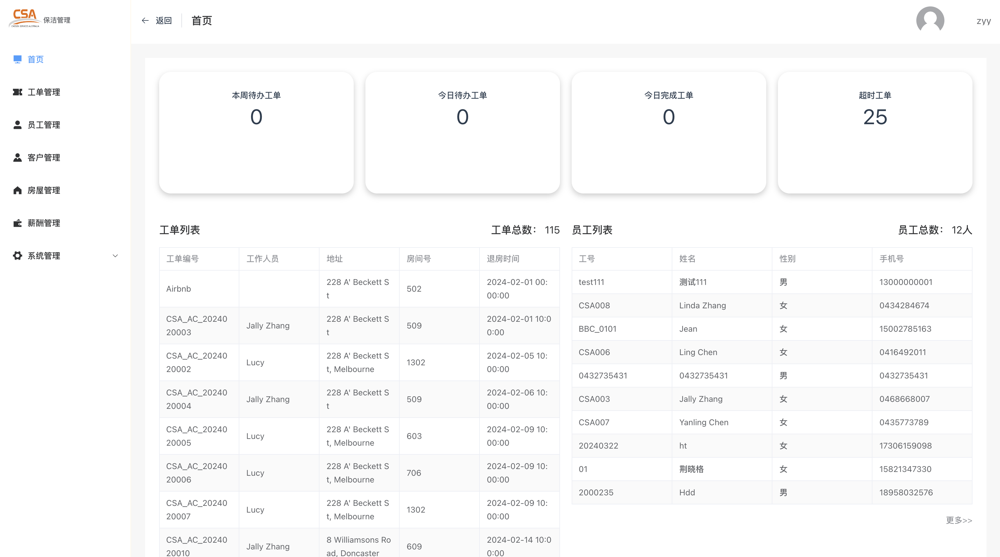 CSA
CHOSEN SERVICES AUSTRALIA
保洁管理
首页
工单管理
员工管理
客户管理
房屋管理
薪酬管理
系统管理
← 返回 首页
zyy
本周待办工单
0
今日待办工单
0
今日完成工单
0
超时工单
25
工单列表 工单总数： 115
工单编号 工作人员 地址 房间号 退房时间
Airbnb 228 A' Beckett St 502 2024-02-01 00:00:00
CSA_AC_2024020003 Jally Zhang 228 A' Beckett St 509 2024-02-01 10:00:00
CSA_AC_2024020002 Lucy 228 A' Beckett St, Melbourne 1302 2024-02-05 10:00:00
CSA_AC_2024020004 Jally Zhang 228 A' Beckett St 509 2024-02-06 10:00:00
CSA_AC_2024020005 Lucy 228 A' Beckett St, Melbourne 603 2024-02-09 10:00:00
CSA_AC_2024020006 Lucy 228 A' Beckett St, Melbourne 706 2024-02-09 10:00:00
CSA_AC_2024020007 Lucy 228 A' Beckett St, Melbourne 1302 2024-02-09 10:00:00
CSA_AC_2024020010 Jally Zhang 8 Williamsons Road, Doncaster 609 2024-02-14 10:00:00
员工列表 员工总数： 12人
工号 姓名 性别 手机号
test111 测试111 男 13000000001
CSA008 Linda Zhang 女 0434284674
BBC_0101 Jean 女 15002785163
CSA006 Ling Chen 女 0416492011
0432735431 0432735431 男 0432735431
CSA003 Jally Zhang 女 0468668007
CSA007 Yanling Chen 女 0435773789
20240322 ht 女 17306159098
01 荆晓格 女 15821347330
2000235 Hdd 男 18958032576
更多>>